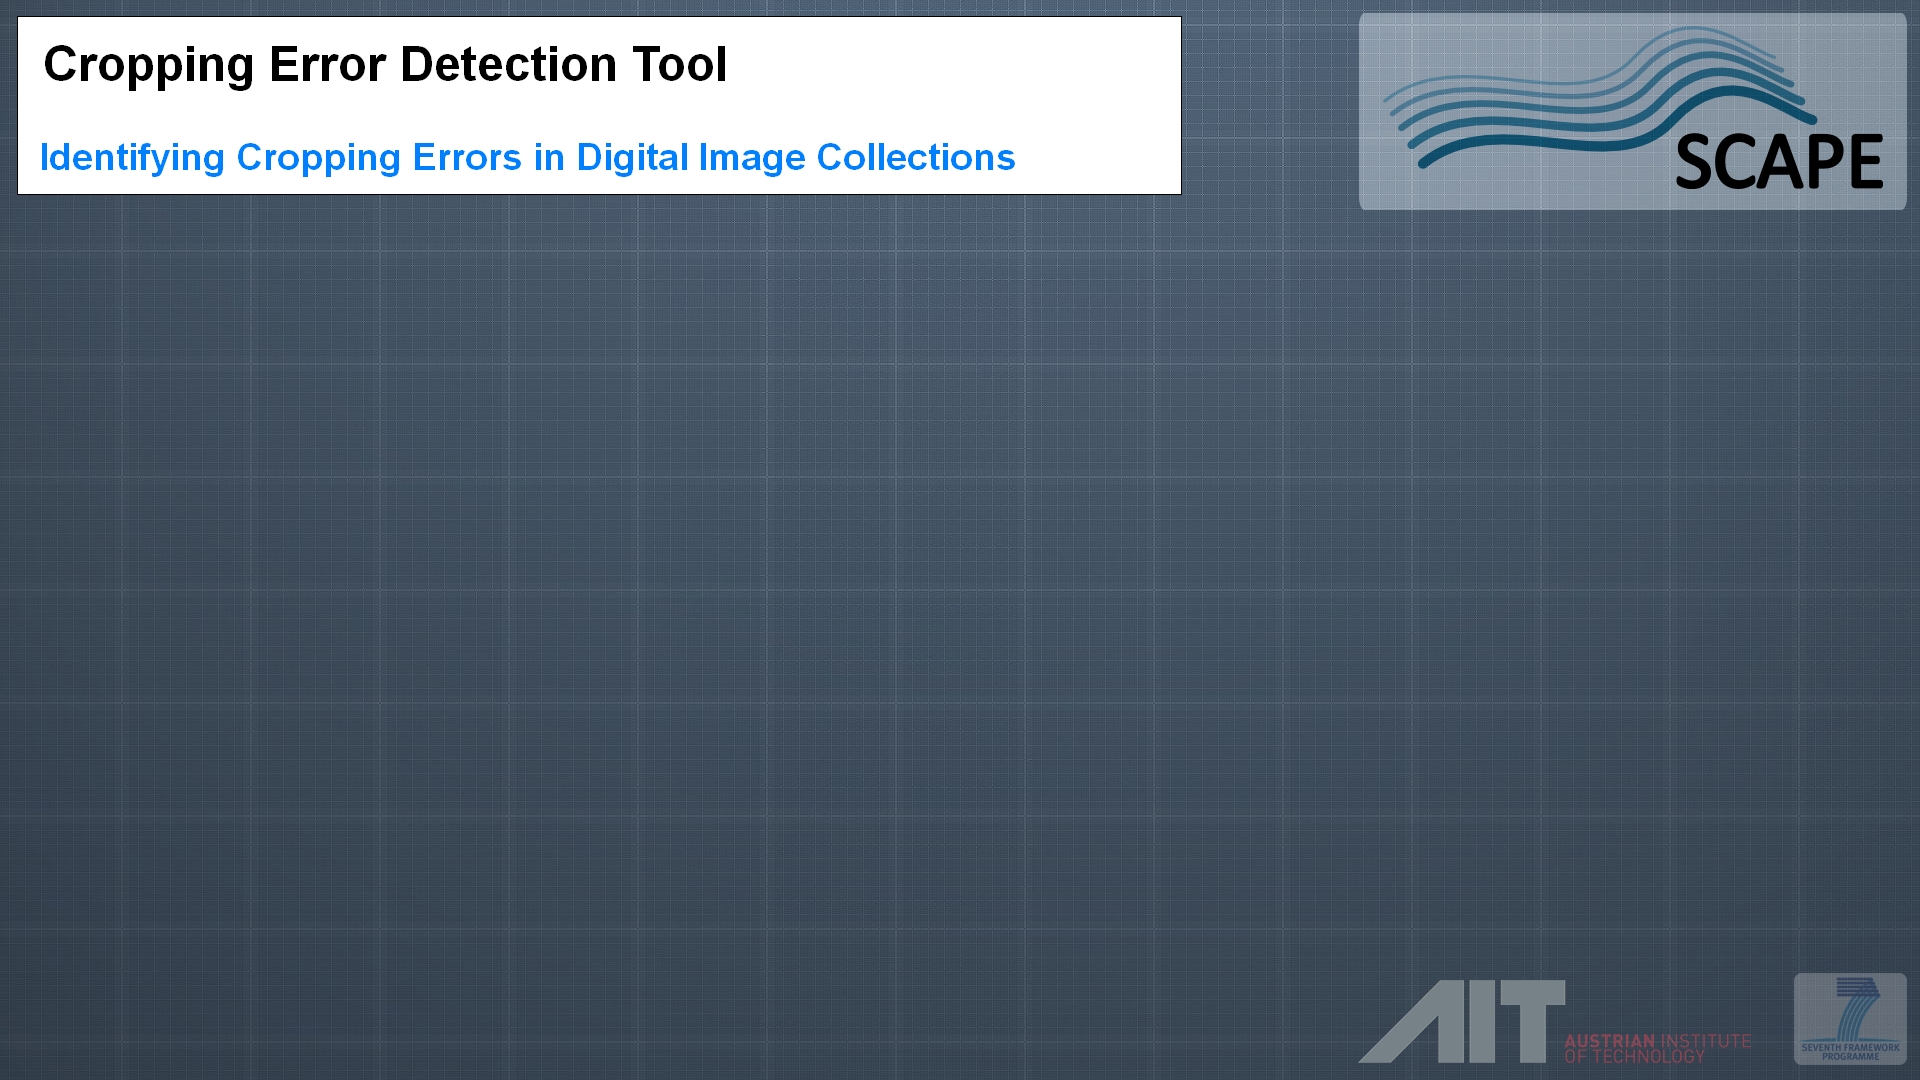 Cropping Error Detection Tool
Identifying Cropping Errors in Digital Image Collections
SCAPE
AIT
AUSTRIAN INSTITUTE
OF TECHNOLOGY
7
SEVENTH FRAMEWORK
PROGRAMME